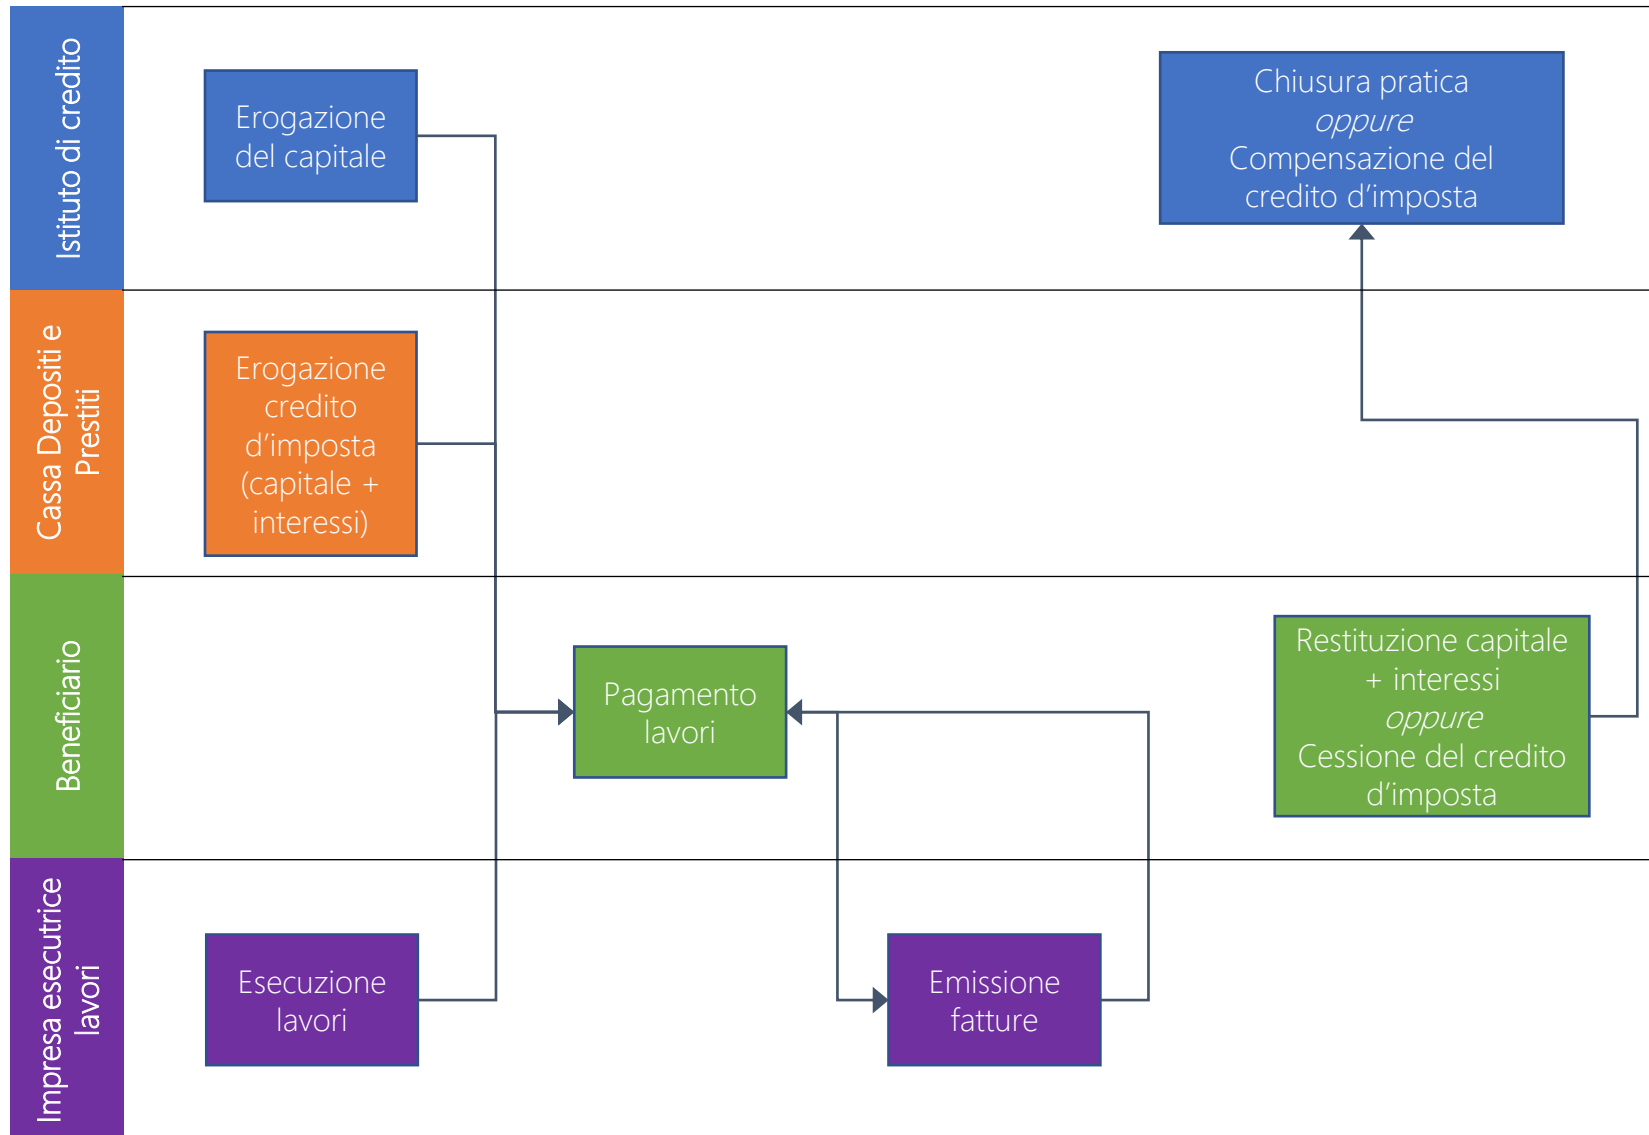 Istituto di credito
Erogazione
del capitale
Chiusura pratica
oppure
Compensazione del
credito d’imposta
Cassa Depositi e
Prestiti
Erogazione
credito
d’imposta
(capitale +
interessi)
Beneficiario
Pagamento
lavori
Restituzione capitale
+ interessi
oppure
Cessione del credito
d’imposta
Impresa esecutrice
lavori
Esecuzione
lavori
Emissione
fatture